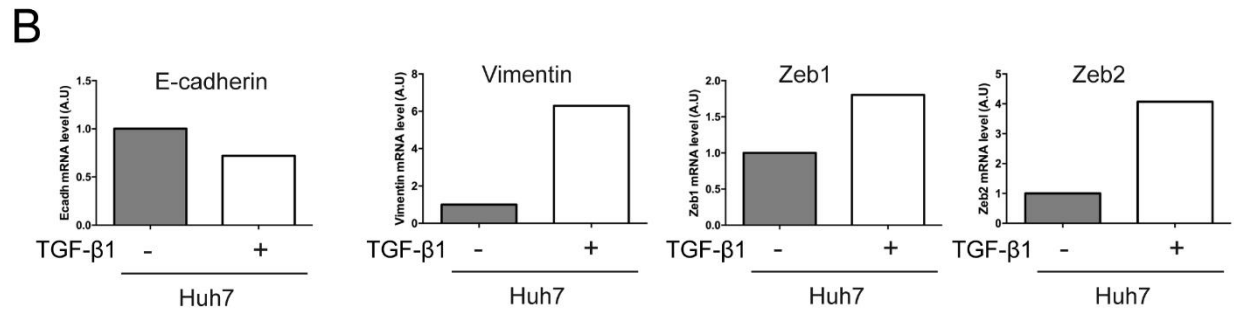 B
E-cadherin
Ecadh mRNA level (A.U)
1.5
1.0
0.5
0.0
TGF-β1 - +
Huh7
Vimentin
Vimentin mRNA level (A.U)
8
6
4
2
0
TGF-β1 - +
Huh7
Zeb1
Zeb1 mRNA level (A.U)
2.0
1.5
1.0
0.5
0.0
TGF-β1 - +
Huh7
Zeb2
Zeb2 mRNA level (A.U)
5
4
3
2
1
0
TGF-β1 - +
Huh7